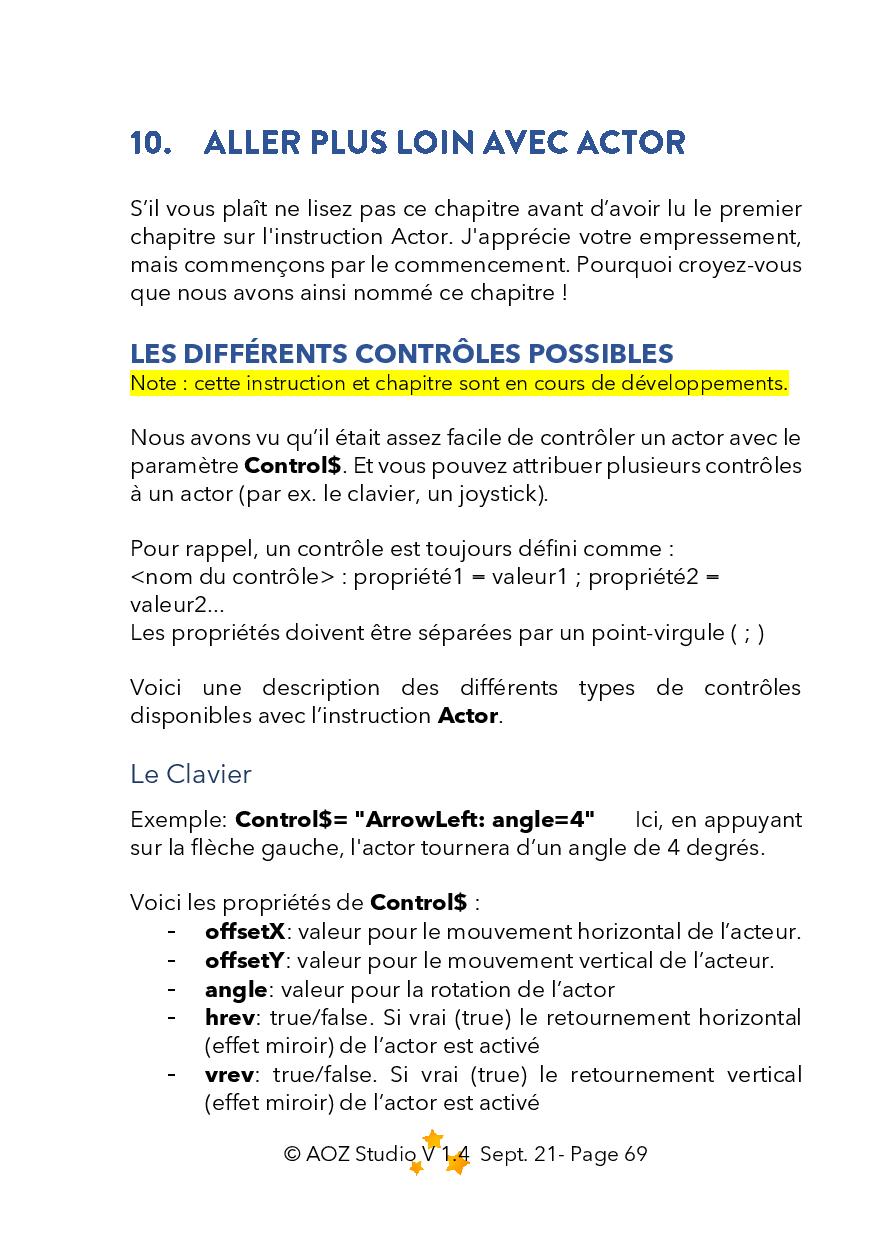 10. ALLER PLUS LOIN AVEC ACTOR
S’il vous plaît ne lisez pas ce chapitre avant d’avoir lu le premier
chapitre sur l'instruction Actor. J'apprécie votre empressement,
mais commençons par le commencement. Pourquoi croyez-vous
que nous avons ainsi nommé ce chapitre !
LES DIFFÉRENTS CONTRÔLES POSSIBLES
Note : cette instruction et chapitre sont en cours de développements.
Nous avons vu qu’il était assez facile de contrôler un actor avec le
paramètre Control$. Et vous pouvez attribuer plusieurs contrôles
à un actor (par ex. le clavier, un joystick).
Pour rappel, un contrôle est toujours défini comme :
<nom du contrôle> : propriété1 = valeur1 ; propriété2 =
valeur2...
Les propriétés doivent être séparées par un point-virgule ( ; )
Voici une description des différents types de contrôles
disponibles avec l’instruction Actor.
Le Clavier
Exemple: Control$= "ArrowLeft: angle=4" Ici, en appuyant
sur la flèche gauche, l'actor tournera d’un angle de 4 degrés.
Voici les propriétés de Control$ :
- offsetX: valeur pour le mouvement horizontal de l’acteur.
- offsetY: valeur pour le mouvement vertical de l’acteur.
- angle: valeur pour la rotation de l’actor
- hrev: true/false. Si vrai (true) le retournement horizontal
(effet miroir) de l’actor est activé
- vrev: true/false. Si vrai (true) le retournement vertical
(effet miroir) de l’actor est activé
© AOZ Studio V 1.4 Sept. 21- Page 69